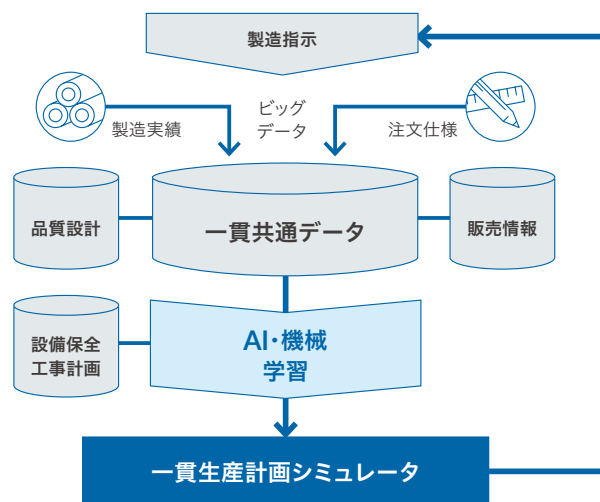 製造指示
製造実績
ビッグ
データ
注文仕様
品質設計
一貫共通データ
販売情報
設備保全
工事計画
AI・機械
学習
一貫生産計画シミュレータ